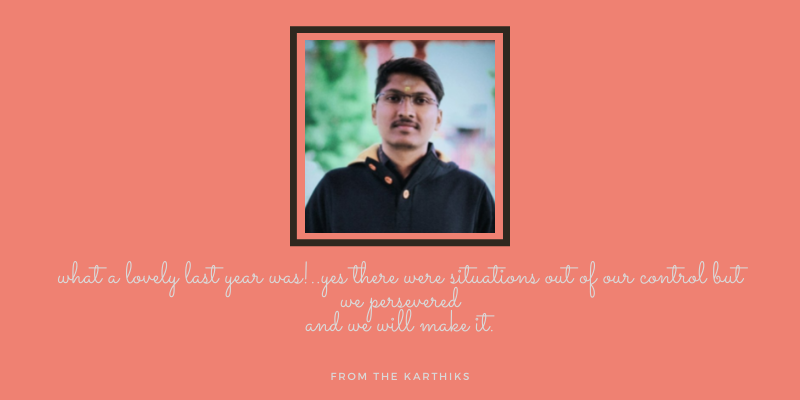 what a lovely last year was!..yes there were situations out of our control but
we persevered
and we will make it.
FROM THE KARTHIKS